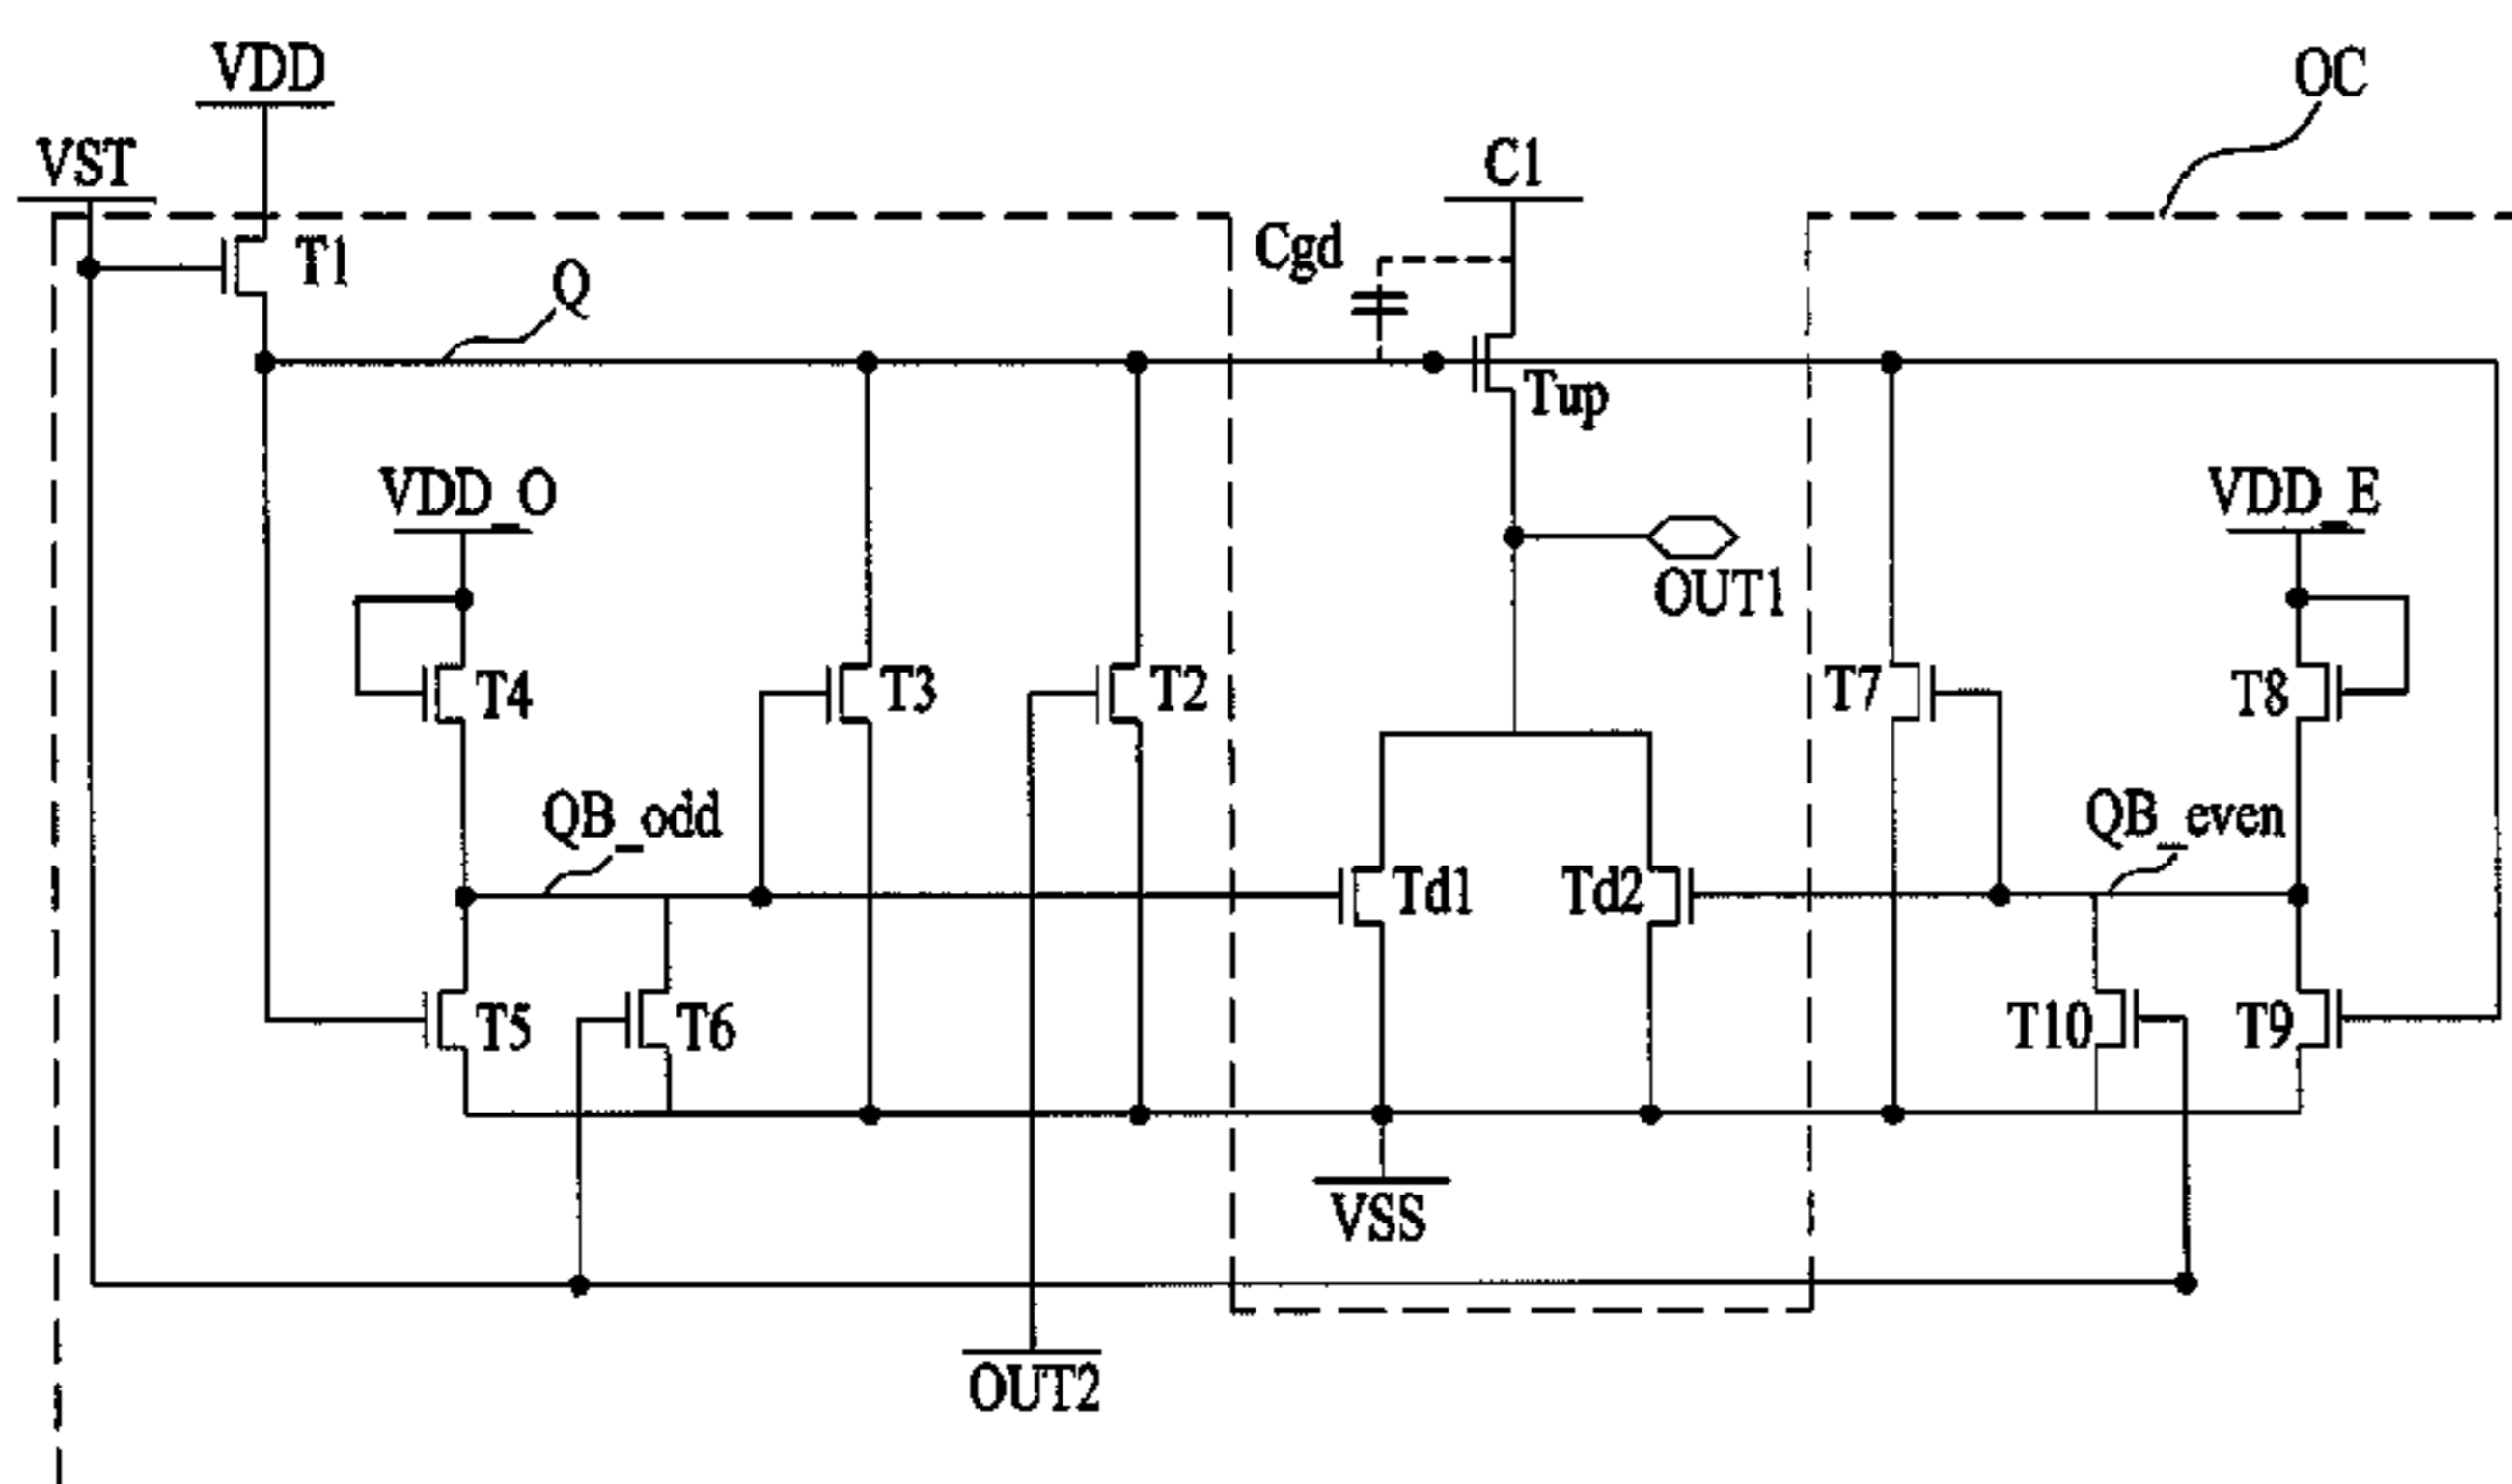 VDD
OC
VST
C1
Cgd
T1
Q
Tup
VDD_O
VDD_E
OUT1
T4
T3
T2
T7
T8
QB_odd
QB_even
Td1
Td2
T5
T6
T10
T9
VSS
OUT2